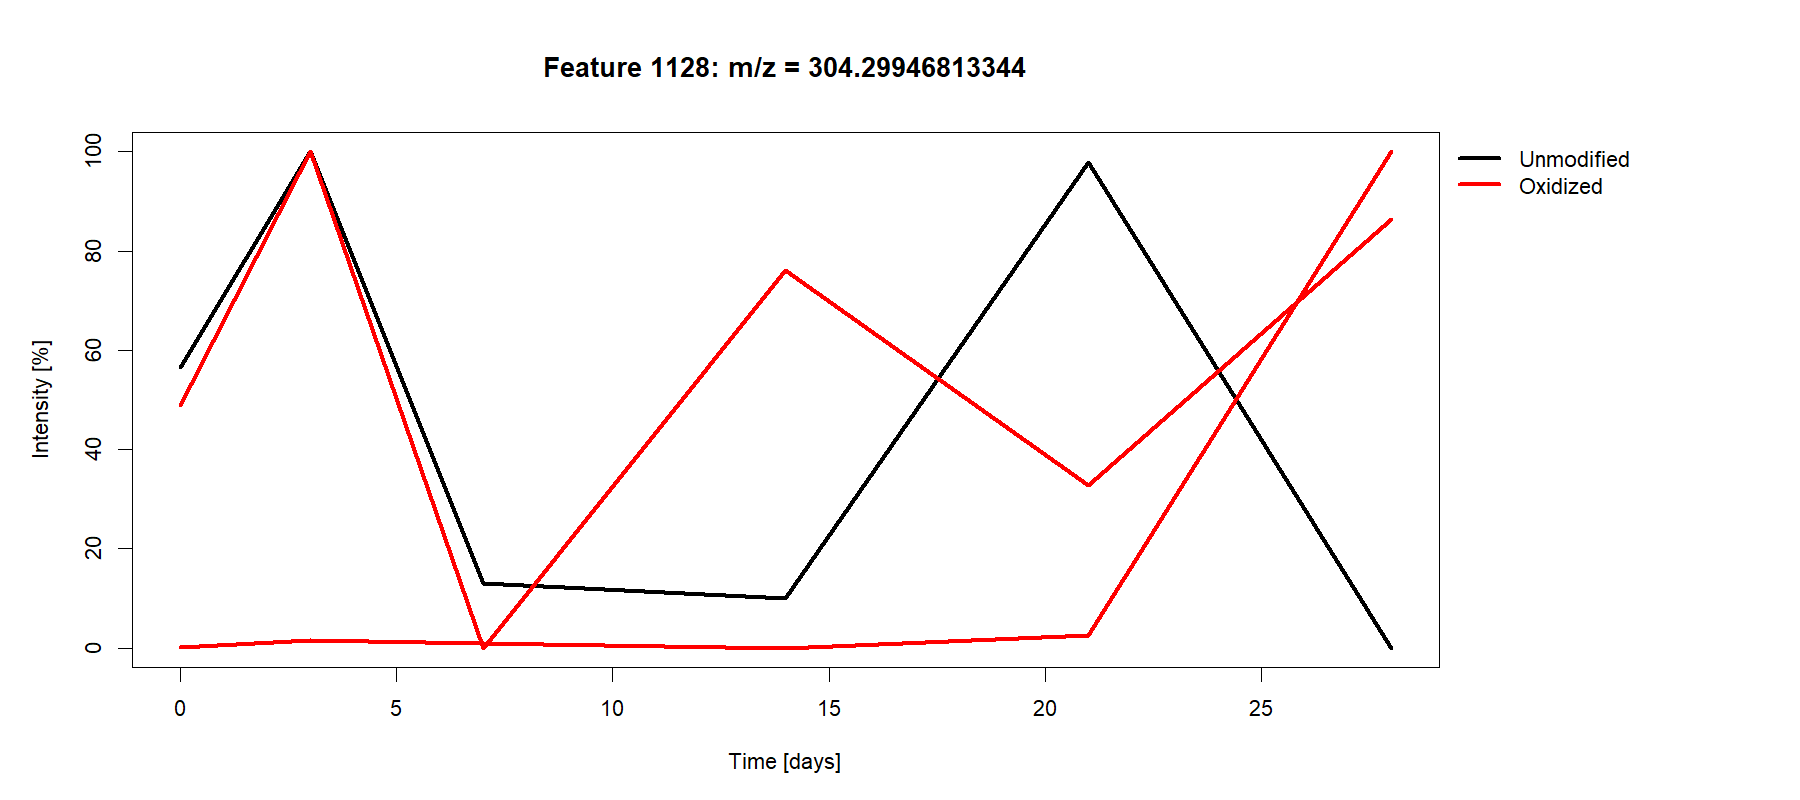 Feature 1128: m/z = 304.29946813344
Unmodified
Oxidized
Intensity [%]
100
80
60
40
20
0
0 5 10 15 20 25
Time [days]